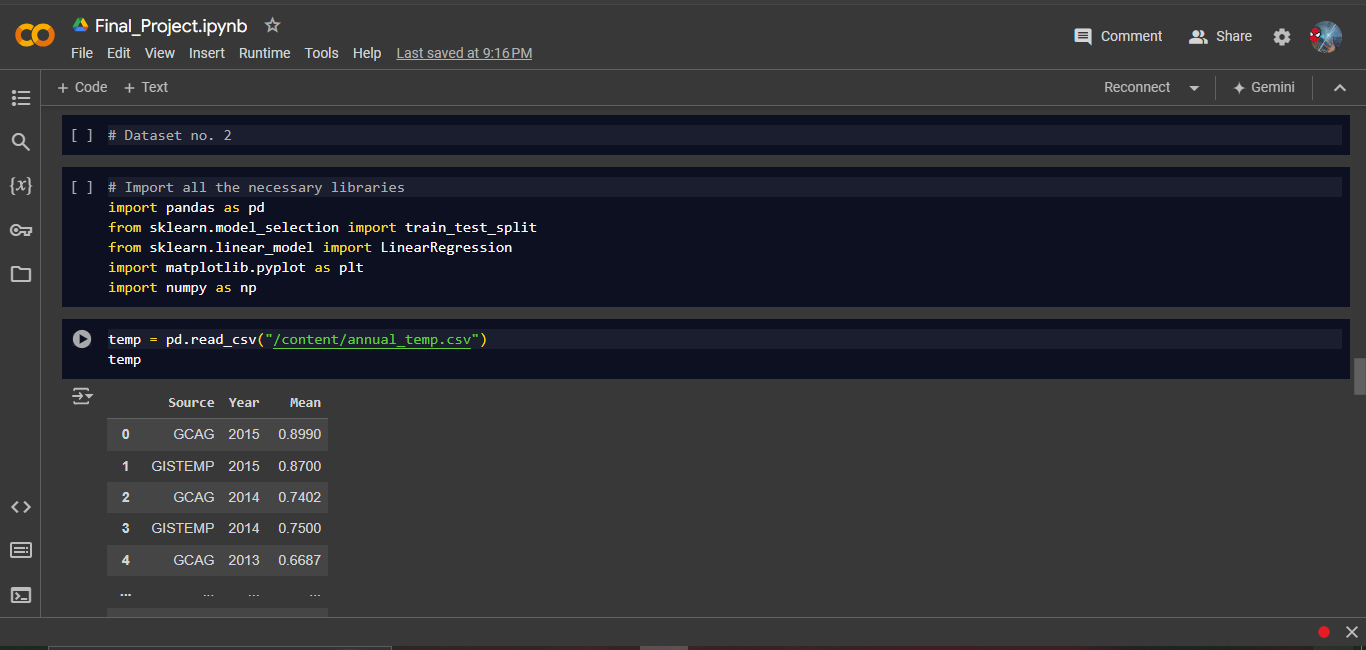 Final_Project.ipynb
File Edit View Insert Runtime Tools Help Last saved at 9:16 PM
Comment Share
+ Code + Text
Reconnect Gemini
[ ] # Dataset no. 2
[ ] # Import all the necessary libraries
import pandas as pd
from sklearn.model_selection import train_test_split
from sklearn.linear_model import LinearRegression
import matplotlib.pyplot as plt
import numpy as np
temp = pd.read_csv("/content/annual_temp.csv")
temp
Source Year Mean
0 GCAG 2015 0.8990
1 GISTEMP 2015 0.8700
2 GCAG 2014 0.7402
3 GISTEMP 2014 0.7500
4 GCAG 2013 0.6687
... ... ... ...